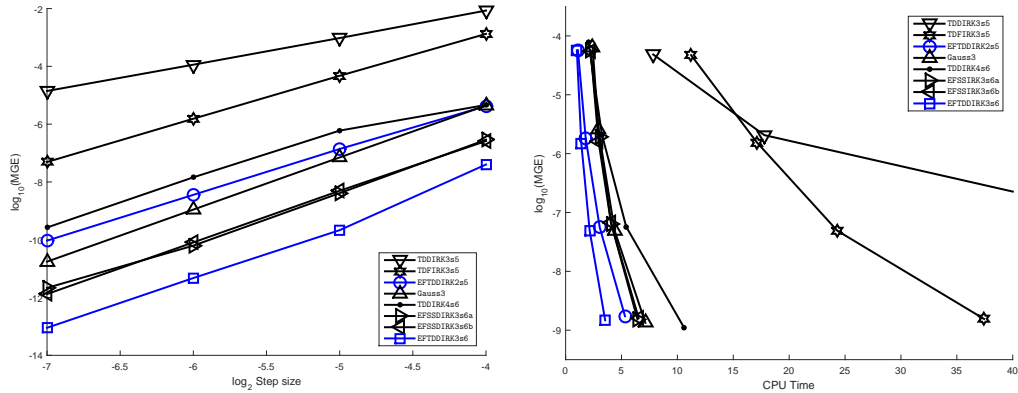 -2
-4
-6
-8
-10
-12
-14
log10(MGE)
-7
-6.5
-6
-5.5
-5
-4.5
-4
log2 Step size
TDDIRK3s5
TDFIRK3s5
EFTDDIRK2s5
Gauss3
TDDIRK4s6
EFSSDIRK3s6a
EFSSDIRK3s6b
EFTDDIRK3s6
-4
-5
-6
-7
-8
-9
log10(MGE)
0
5
10
15
20
25
30
35
40
CPU Time
TDDIRK3s5
TDFIRK3s5
EFTDDIRK2s5
Gauss3
TDDIRK4s6
EFSSIRK3s6a
EFSSIRK3s6b
EFTDDIRK3s6